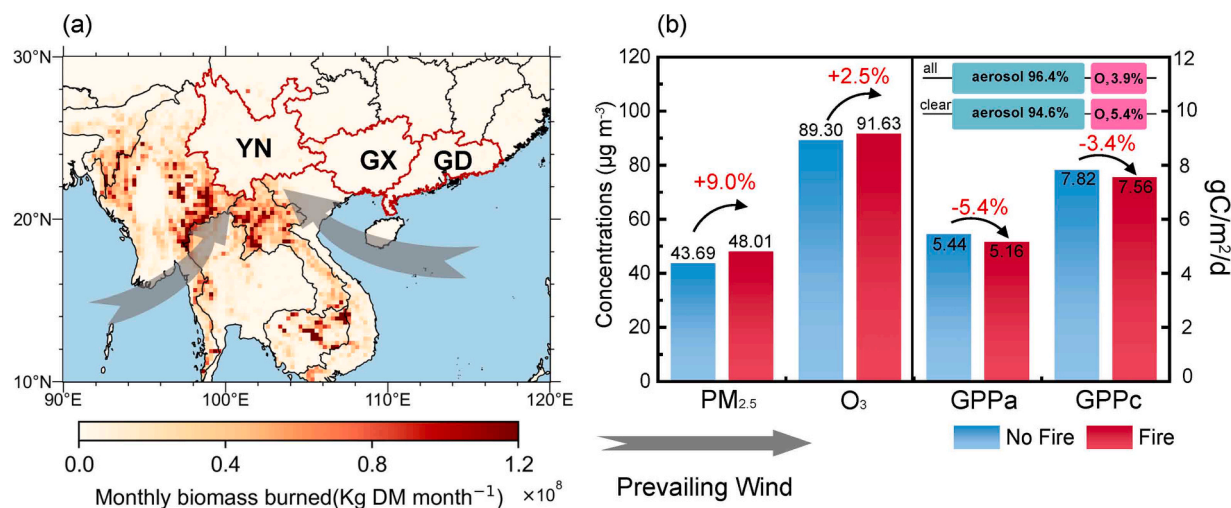 (a)
30°N
20°N
10°N
90°E
100°E
110°E
120°E
YN
GX
GD
0.0
0.4
0.8
1.2
Monthly biomass burned(Kg DM month⁻¹) ×10⁸
Prevailing Wind
(b)
Concentrations (μg m⁻³)
120
100
80
60
40
20
0
12
10
8
6
4
2
0
gC/m²/d
all aerosol 96.4% O, 3.9%
clear aerosol 94.6% O, 5.4%
+9.0%
43.69 48.01
+2.5%
89.30 91.63
-5.4%
5.44 5.16
-3.4%
7.82 7.56
PM₂.₅ O₃ GPPa GPPc
No Fire Fire